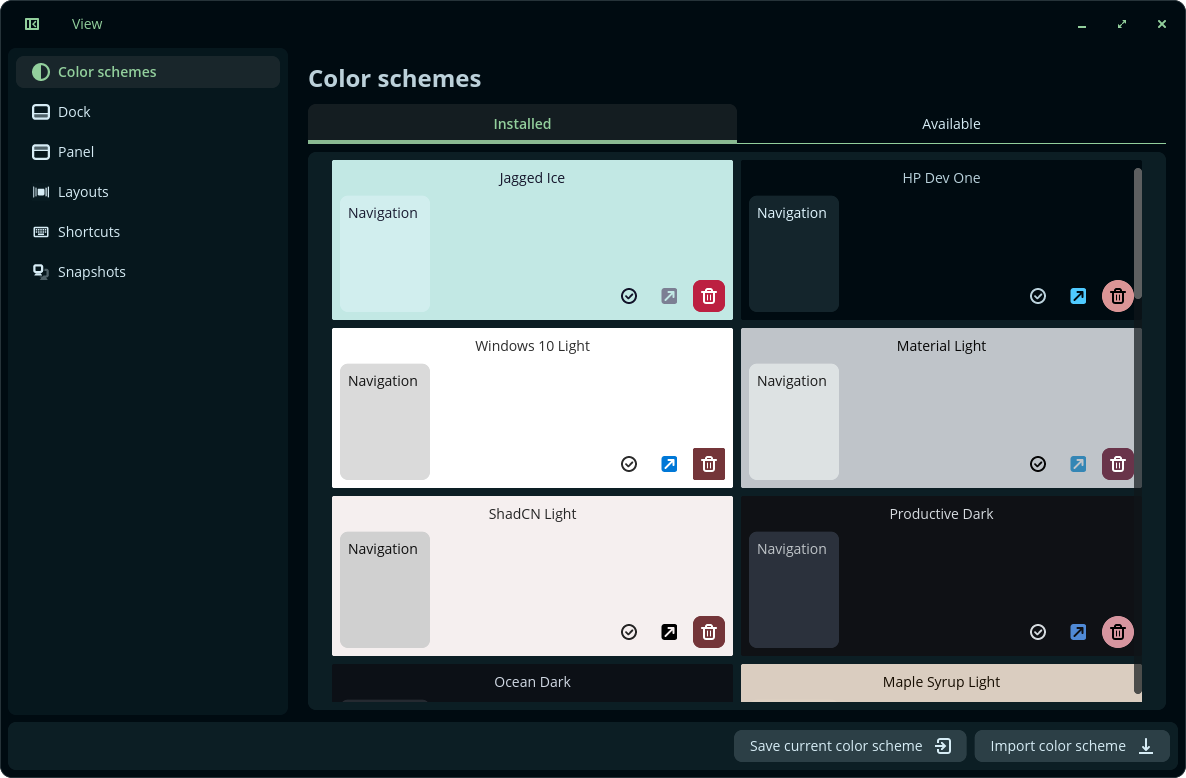 View
Color schemes
Dock
Panel
Layouts
Shortcuts
Snapshots
Color schemes
Installed
Available
Jagged Ice
Navigation
HP Dev One
Navigation
Windows 10 Light
Navigation
Material Light
Navigation
ShadCN Light
Navigation
Productive Dark
Navigation
Ocean Dark
Maple Syrup Light
Save current color scheme
Import color scheme